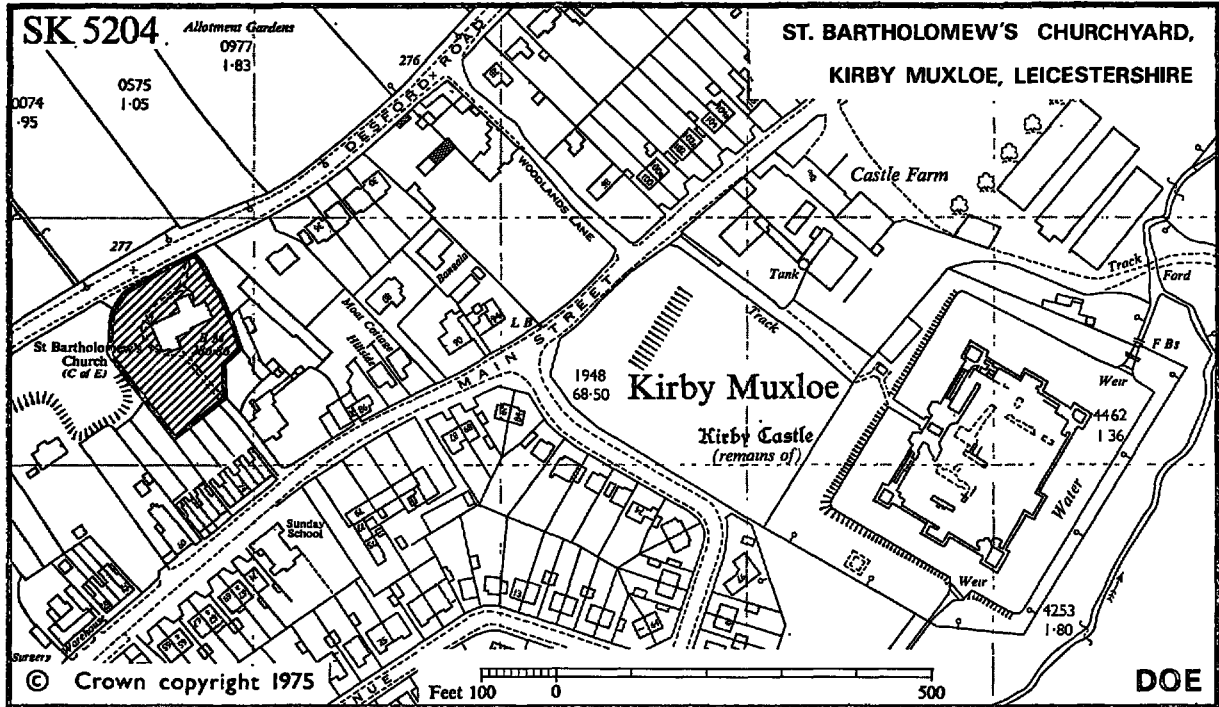 SK 5204
Allotment Gardens
0977
1·83
276
ST. BARTHOLOMEW'S CHURCHYARD,
KIRBY MUXLOE, LEICESTERSHIRE
0575
1·05
0074
·95
DESFORD ROAD
WOODLANDS LANE
Castle Farm
277
Track
Ford
Tank
Track
Bungalow
Moat Cottage
Hillside
L B
MAIN STREET
St Bartholomew's
Church
(C of E)
F Bs
Weir
1948
68·50
Kirby Muxloe
4462
1·36
Kirby Castle
(remains of)
Water
Sunday
School
Weir
4253
1·80
Warehouse
Surgery
© Crown copyright 1975
NUE
Feet 100
0
500
DOE